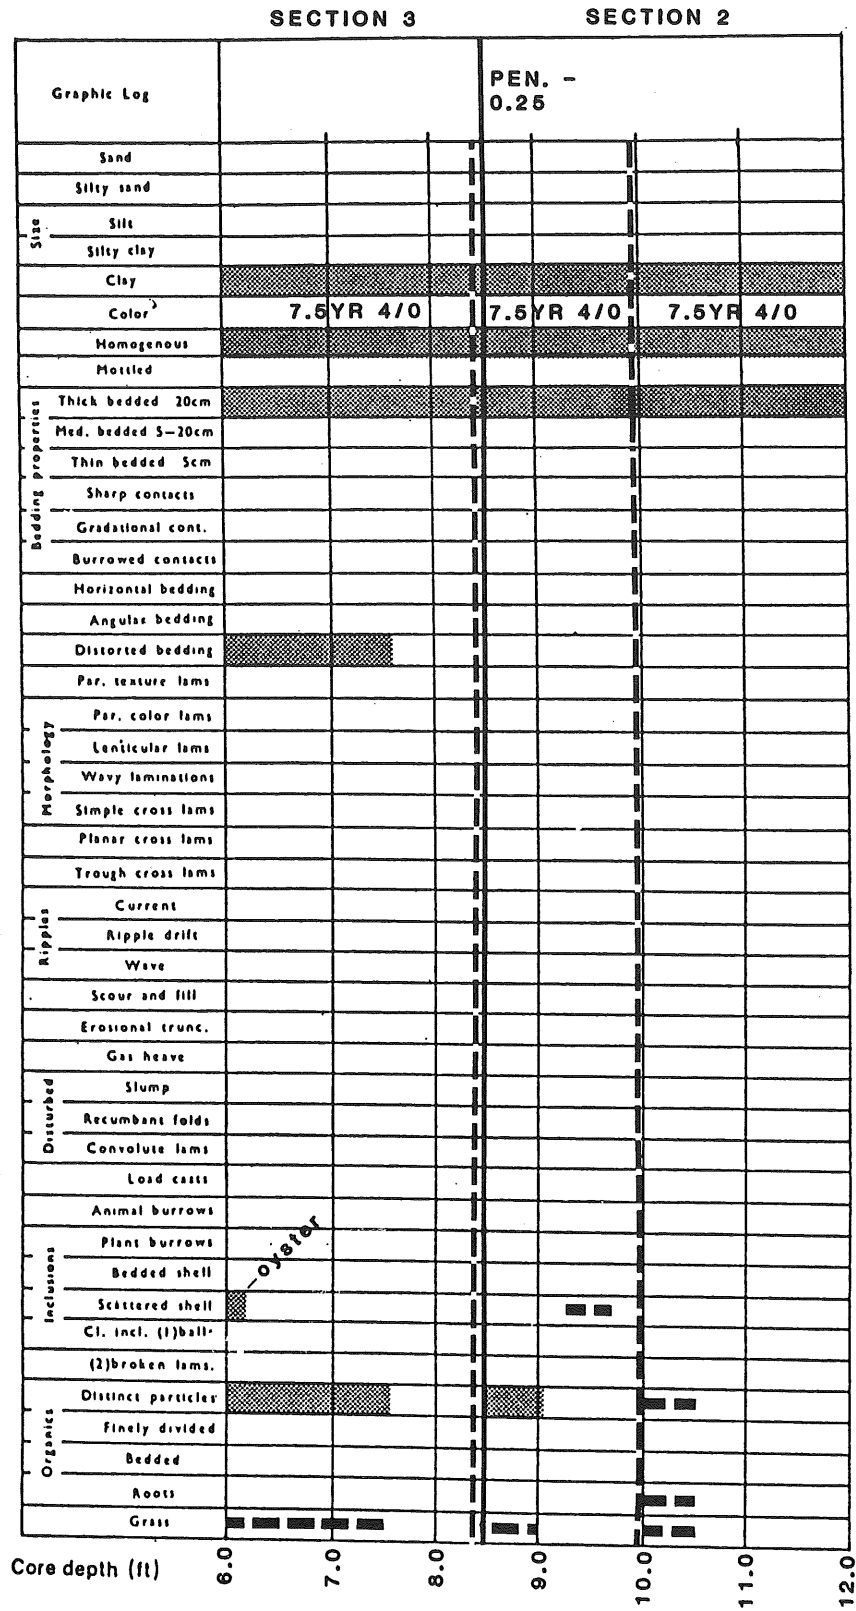 SECTION 3 SECTION 2
Graphic Log
PEN. -
0.25
Size
Sand
Silty sand
Silt
Silty clay
Clay
Color 7.5YR 4/0 7.5YR 4/0 7.5YR 4/0
Homogenous
Mottled
Bedding properties
Thick bedded 20cm
Med. bedded 5-20cm
Thin bedded 5cm
Sharp contacts
Gradational cont.
Burrowed contacts
Horizontal bedding
Angular bedding
Distorted bedding
Par. texture lams
Morphology
Par. color lams
Lenticular lams
Wavy laminations
Simple cross lams
Planar cross lams
Trough cross lams
Ripples
Current
Ripple drift
Wave
Scour and fill
Erosional trunc.
Gas heave
Disturbed
Slump
Recumbant folds
Convolute lams
Load casts
Animal burrows
Inclusions
Plant burrows
Bedded shell
-oyster
Scattered shell
Cl. incl. (1)ball
(2)broken lams.
Organics
Distinct particles
Finely divided
Bedded
Roots
Grass
Core depth (ft) 6.0 7.0 8.0 9.0 10.0 11.0 12.0